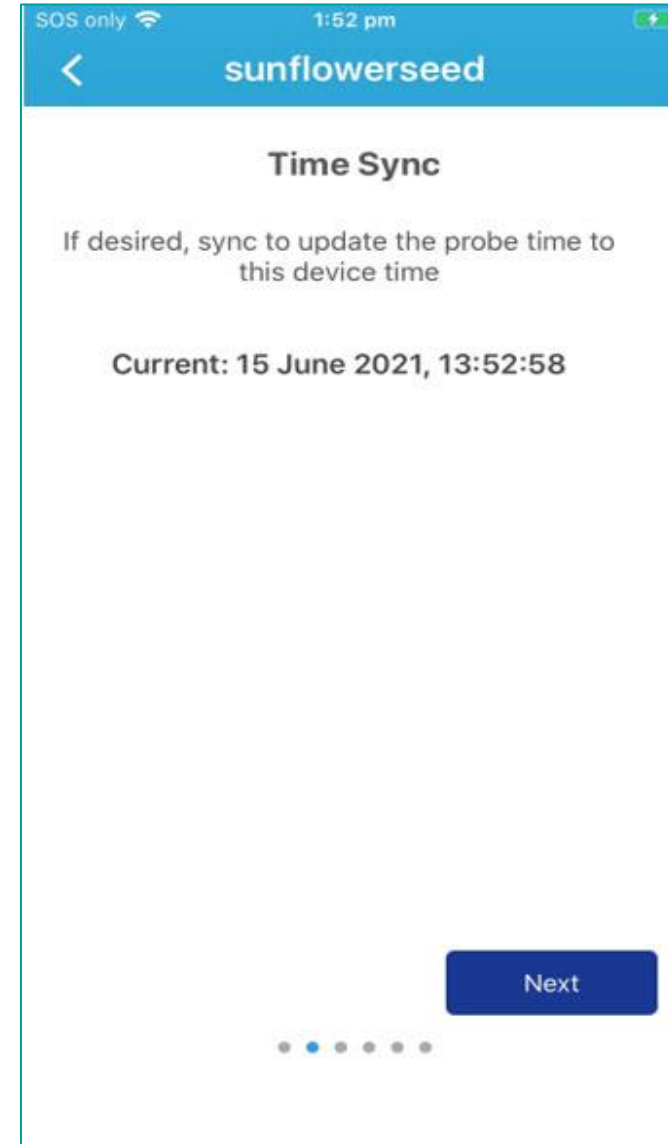 SOS only 1:52 pm
sunflowerseed
Time Sync
If desired, sync to update the probe time to
this device time
Current: 15 June 2021, 13:52:58
Next